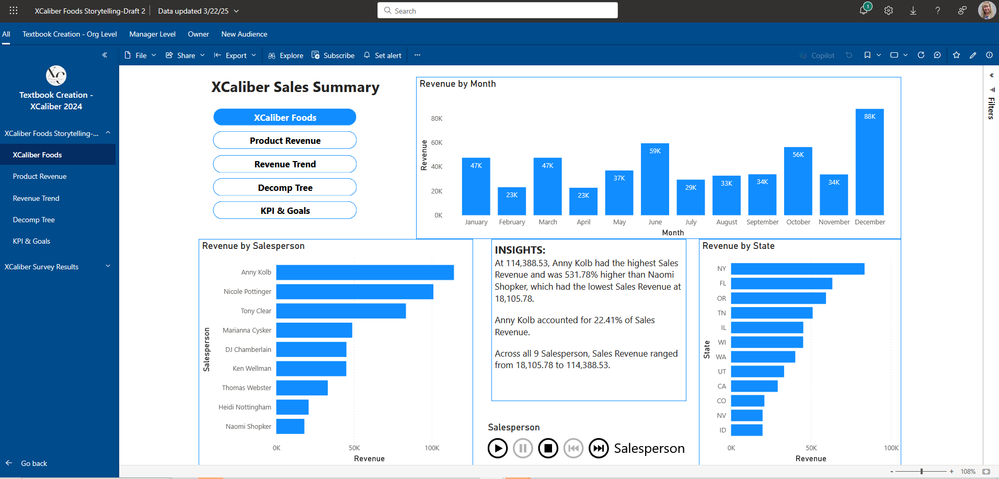 XCaliber Foods Storytelling-Draft 2
Data updated 3/22/25
Search
1
All
Textbook Creation - Org Level
Manager Level
Owner
New Audience
File
Share
Export
Explore
Subscribe
Set alert
Copilot
XC
Textbook Creation -
XCaliber 2024
XCaliber Foods Storytelling-...
XCaliber Foods
Product Revenue
Revenue Trend
Decomp Tree
KPI & Goals
XCaliber Survey Results
Go back
XCaliber Sales Summary
XCaliber Foods
Product Revenue
Revenue Trend
Decomp Tree
KPI & Goals
Revenue by Month
Revenue
80K
60K
40K
20K
0K
47K
23K
47K
23K
37K
59K
29K
33K
34K
56K
34K
88K
January
February
March
April
May
June
July
August
September
October
November
December
Month
Revenue by Salesperson
Salesperson
Anny Kolb
Nicole Pottinger
Tony Clear
Marianna Cysker
DJ Chamberlain
Ken Wellman
Thomas Webster
Heidi Nottingham
Naomi Shopker
0K
50K
100K
Revenue
INSIGHTS:
At 114,388.53, Anny Kolb had the highest Sales
Revenue and was 531.78% higher than Naomi
Shopker, which had the lowest Sales Revenue at
18,105.78.
Anny Kolb accounted for 22.41% of Sales
Revenue.
Across all 9 Salesperson, Sales Revenue ranged
from 18,105.78 to 114,388.53.
Salesperson
Salesperson
Revenue by State
State
NY
FL
OR
TN
IL
WI
WA
UT
CA
CO
NV
ID
0K
50K
100K
Revenue
Filters
108%